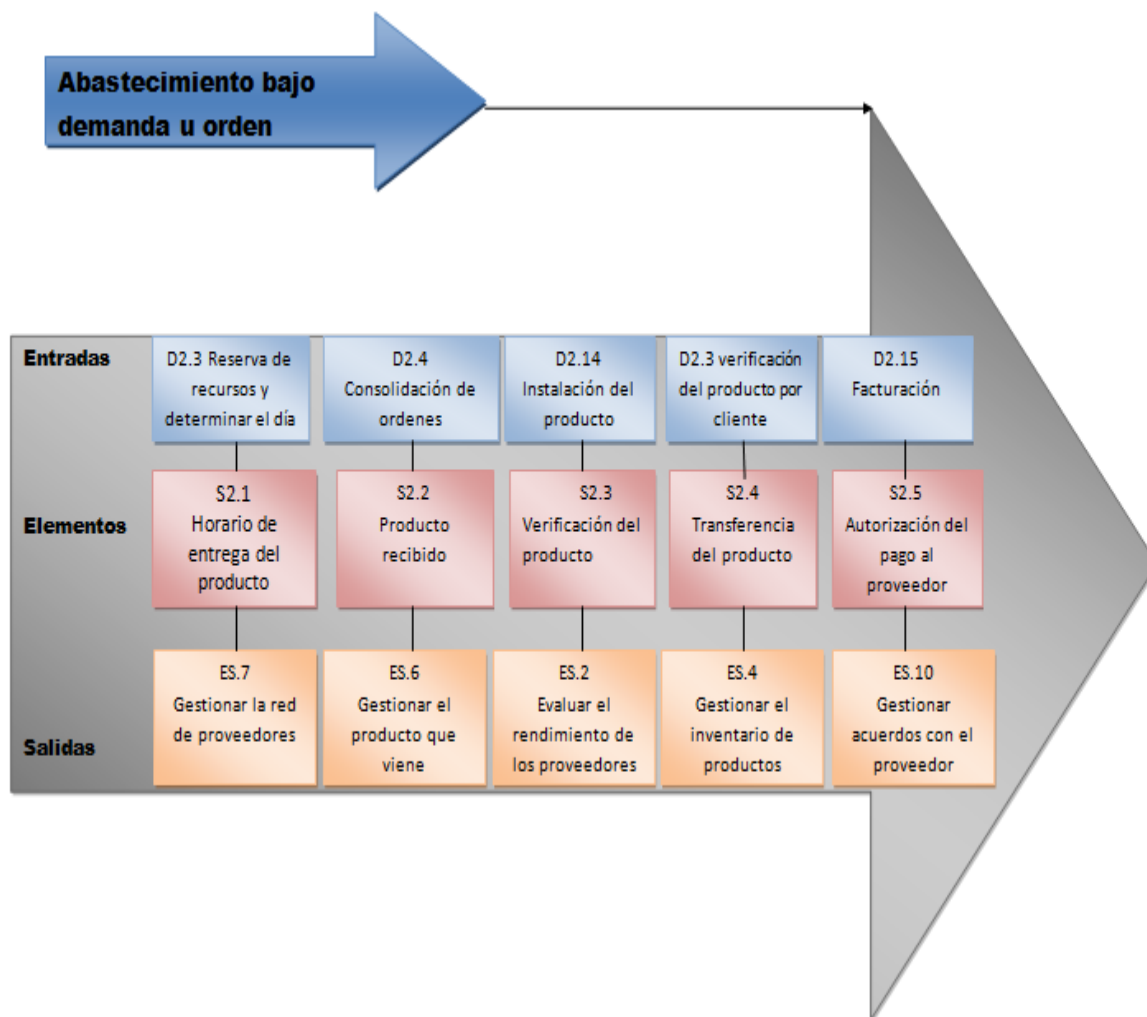 Abastecimiento bajo
demanda u orden
Entradas
D2.3 Reserva de
recursos y
determinar el día
D2.4
Consolidación de
ordenes
D2.14
Instalación del
producto
D2.3 verificación
del producto por
cliente
D2.15
Facturación
Elementos
S2.1
Horario de
entrega del
producto
S2.2
Producto
recibido
S2.3
Verificación del
producto
S2.4
Transferencia
del producto
S2.5
Autorización del
pago al
proveedor
Salidas
ES.7
Gestionar la red
de proveedores
ES.6
Gestionar el
producto que
viene
ES.2
Evaluar el
rendimiento de
los proveedores
ES.4
Gestionar el
inventario de
productos
ES.10
Gestionar
acuerdos con el
proveedor